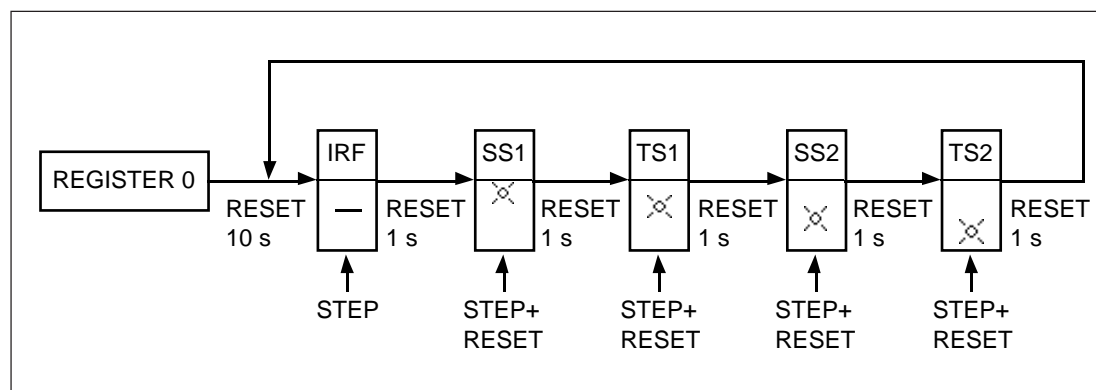 IRF
SS1
TS1
SS2
TS2
REGISTER 0
RESET
10 s
RESET
1 s
RESET
1 s
RESET
1 s
RESET
1 s
RESET
1 s
STEP
STEP+
RESET
STEP+
RESET
STEP+
RESET
STEP+
RESET